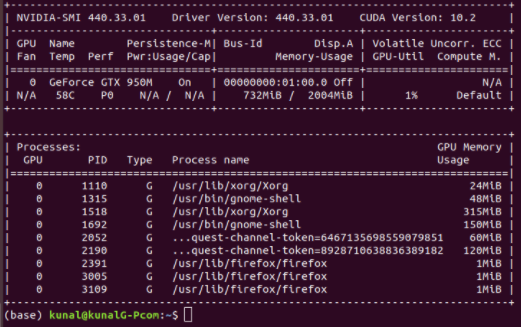 NVIDIA-SMI 440.33.01    Driver Version: 440.33.01    CUDA Version: 10.2
GPU  Name        Persistence-M| Bus-Id        Disp.A | Volatile Uncorr. ECC
Fan  Temp  Perf  Pwr:Usage/Cap|         Memory-Usage | GPU-Util  Compute M.
0  GeForce GTX 950M    On   | 00000000:01:00.0 Off |                  N/A
N/A   58C    P0    N/A /  N/A |    732MiB /  2004MiB |      1%      Default
Processes:                                                       GPU Memory
GPU       PID   Type   Process name                             Usage
0      1110      G   /usr/lib/xorg/Xorg                            24MiB
0      1315      G   /usr/bin/gnome-shell                          48MiB
0      1518      G   /usr/lib/xorg/Xorg                           315MiB
0      1692      G   /usr/bin/gnome-shell                         150MiB
0      2052      G   ...quest-channel-token=6467135698559079851    60MiB
0      2190      G   ...quest-channel-token=8928710638836389182   120MiB
0      2391      G   /usr/lib/firefox/firefox                       1MiB
0      3005      G   /usr/lib/firefox/firefox                       1MiB
0      3109      G   /usr/lib/firefox/firefox                       1MiB
(base) kunal@kunalG-Pcom:~$